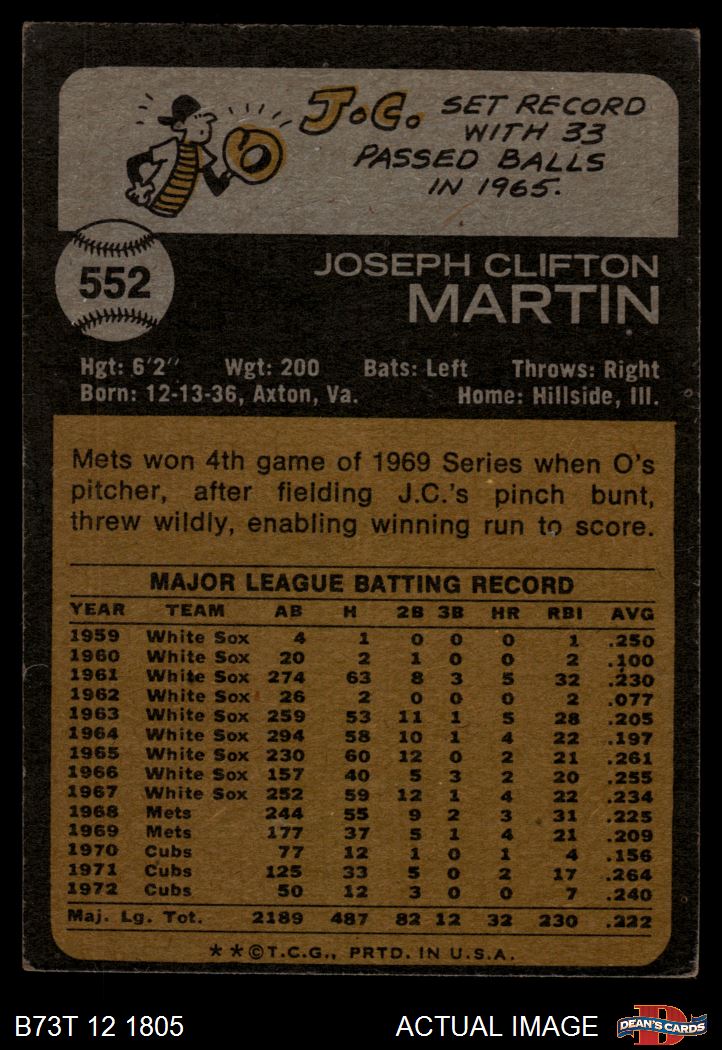 J.C. SET RECORD
WITH 33
PASSED BALLS
IN 1965.
552
JOSEPH CLIFTON
MARTIN
Hgt: 6'2" Wgt: 200 Bats: Left Throws: Right
Born: 12-13-36, Axton, Va. Home: Hillside, Ill.
Mets won 4th game of 1969 Series when O's
pitcher, after fielding J.C.'s pinch bunt,
threw wildly, enabling winning run to score.
MAJOR LEAGUE BATTING RECORD
YEAR TEAM AB H 2B 3B HR RBI AVG
1959 White Sox 4 1 0 0 0 1 .250
1960 White Sox 20 2 1 0 0 2 .100
1961 White Sox 274 63 8 3 5 32 .230
1962 White Sox 26 2 0 0 0 2 .077
1963 White Sox 259 53 11 1 5 28 .205
1964 White Sox 294 58 10 1 4 22 .197
1965 White Sox 230 60 12 0 2 21 .261
1966 White Sox 157 40 5 3 2 20 .255
1967 White Sox 252 59 12 1 4 22 .234
1968 Mets 244 55 9 2 3 31 .225
1969 Mets 177 37 5 1 4 21 .209
1970 Cubs 77 12 1 0 1 4 .156
1971 Cubs 125 33 5 0 2 17 .264
1972 Cubs 50 12 3 0 0 7 .240
Maj. Lg. Tot. 2189 487 82 12 32 230 .222
**©T.C.G., PRTD. IN U.S.A.
B73T 12 1805 ACTUAL IMAGE
D
DEAN'S CARDS